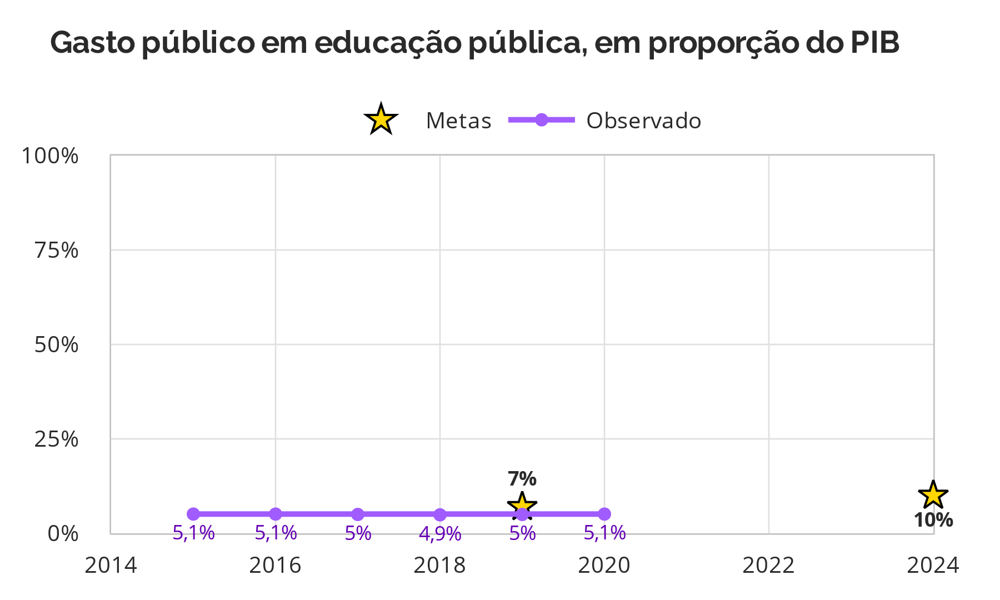 Gasto público em educação pública, em proporção do PIB
Metas Observado
100%
75%
50%
25%
7%
10%
0%
5,1% 5,1% 5% 4,9% 5% 5,1%
2014 2016 2018 2020 2022 2024